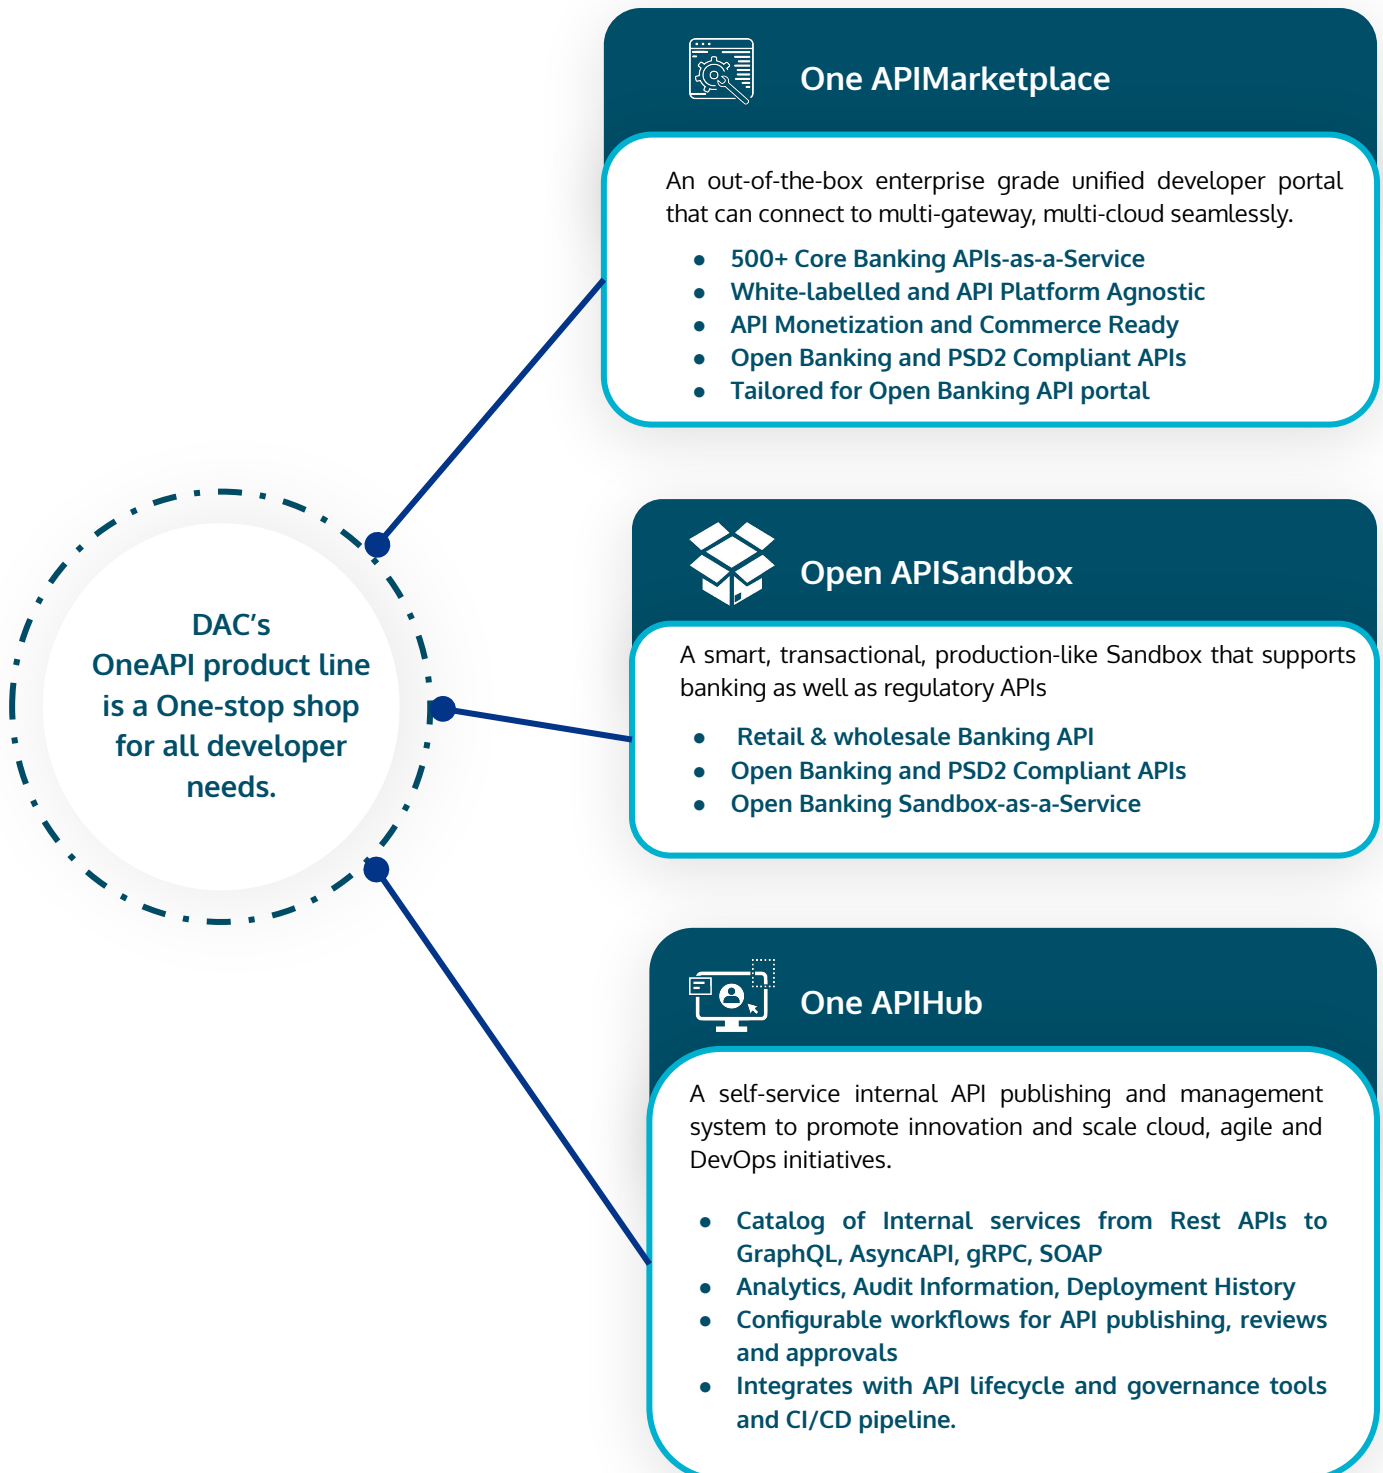 One APIMarketplace
An out-of-the-box enterprise grade unified developer portal
that can connect to multi-gateway, multi-cloud seamlessly.
● 500+ Core Banking APIs-as-a-Service
● White-labelled and API Platform Agnostic
● API Monetization and Commerce Ready
● Open Banking and PSD2 Compliant APIs
● Tailored for Open Banking API portal
DAC’s
OneAPI product line
is a One-stop shop
for all developer
needs.
Open APISandbox
A smart, transactional, production-like Sandbox that supports
banking as well as regulatory APIs
● Retail & wholesale Banking API
● Open Banking and PSD2 Compliant APIs
● Open Banking Sandbox-as-a-Service
One APIHub
A self-service internal API publishing and management
system to promote innovation and scale cloud, agile and
DevOps initiatives.
● Catalog of Internal services from Rest APIs to
GraphQL, AsyncAPI, gRPC, SOAP
● Analytics, Audit Information, Deployment History
● Configurable workflows for API publishing, reviews
and approvals
● Integrates with API lifecycle and governance tools
and CI/CD pipeline.